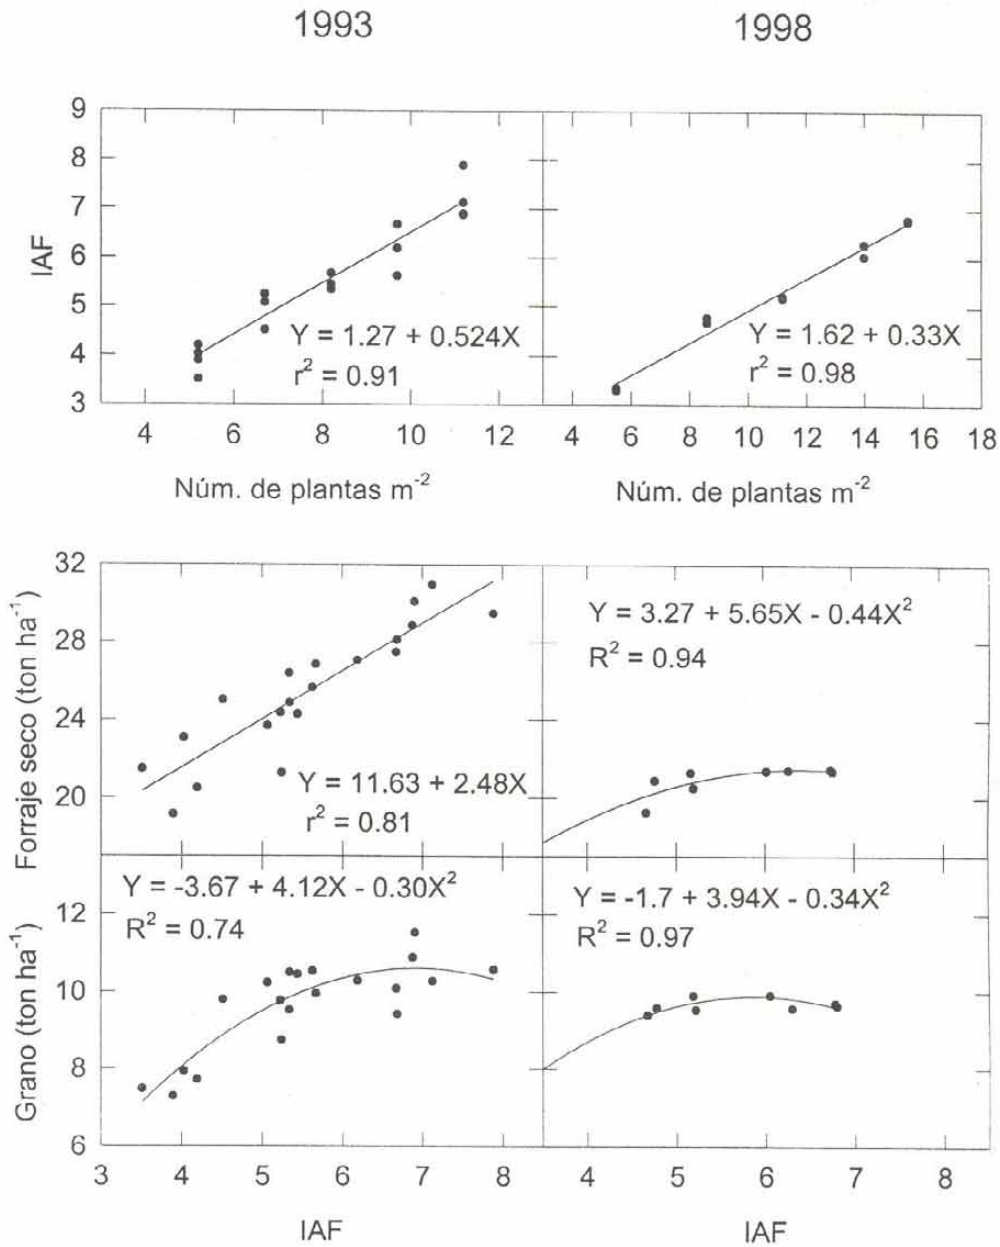 1993
1998
9
8
7
6
5
4
3
IAF
Y = 1.27 + 0.524X
r² = 0.91
Y = 1.62 + 0.33X
r² = 0.98
4 6 8 10 12
4 6 8 10 12 14 16 18
Núm. de plantas m⁻²
Núm. de plantas m⁻²
32
28
24
20
Forraje seco (ton ha⁻¹)
Y = 11.63 + 2.48X
r² = 0.81
Y = 3.27 + 5.65X - 0.44X²
R² = 0.94
12
10
8
6
Grano (ton ha⁻¹)
Y = -3.67 + 4.12X - 0.30X²
R² = 0.74
Y = -1.7 + 3.94X - 0.34X²
R² = 0.97
3 4 5 6 7 8
4 5 6 7 8
IAF
IAF